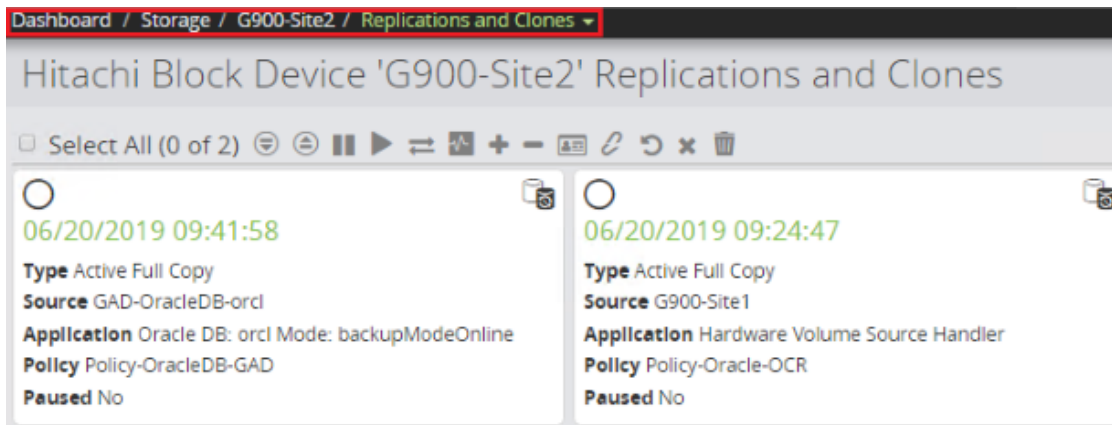 Dashboard / Storage / G900-Site2 / Replications and Clones
Hitachi Block Device 'G900-Site2' Replications and Clones
Select All (0 of 2)
06/20/2019 09:41:58
Type Active Full Copy
Source GAD-OracleDB-orcl
Application Oracle DB: orcl Mode: backupModeOnline
Policy Policy-OracleDB-GAD
Paused No
06/20/2019 09:24:47
Type Active Full Copy
Source G900-Site1
Application Hardware Volume Source Handler
Policy Policy-Oracle-OCR
Paused No